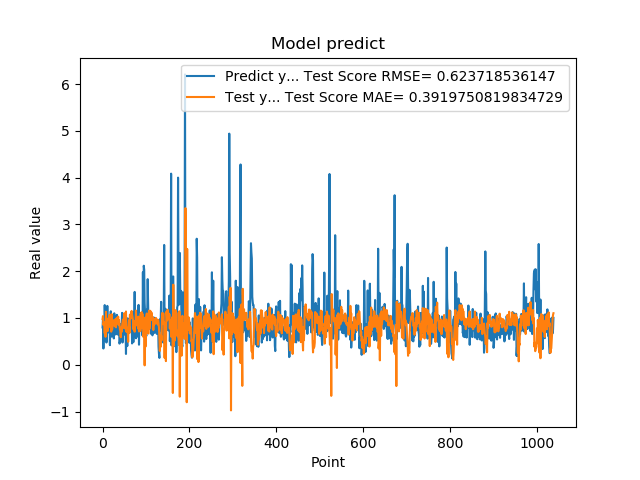 Model predict
Predict y... Test Score RMSE= 0.623718536147
Test y... Test Score MAE= 0.3919750819834729
Real value
6
5
4
3
2
1
0
−1
0 200 400 600 800 1000
Point